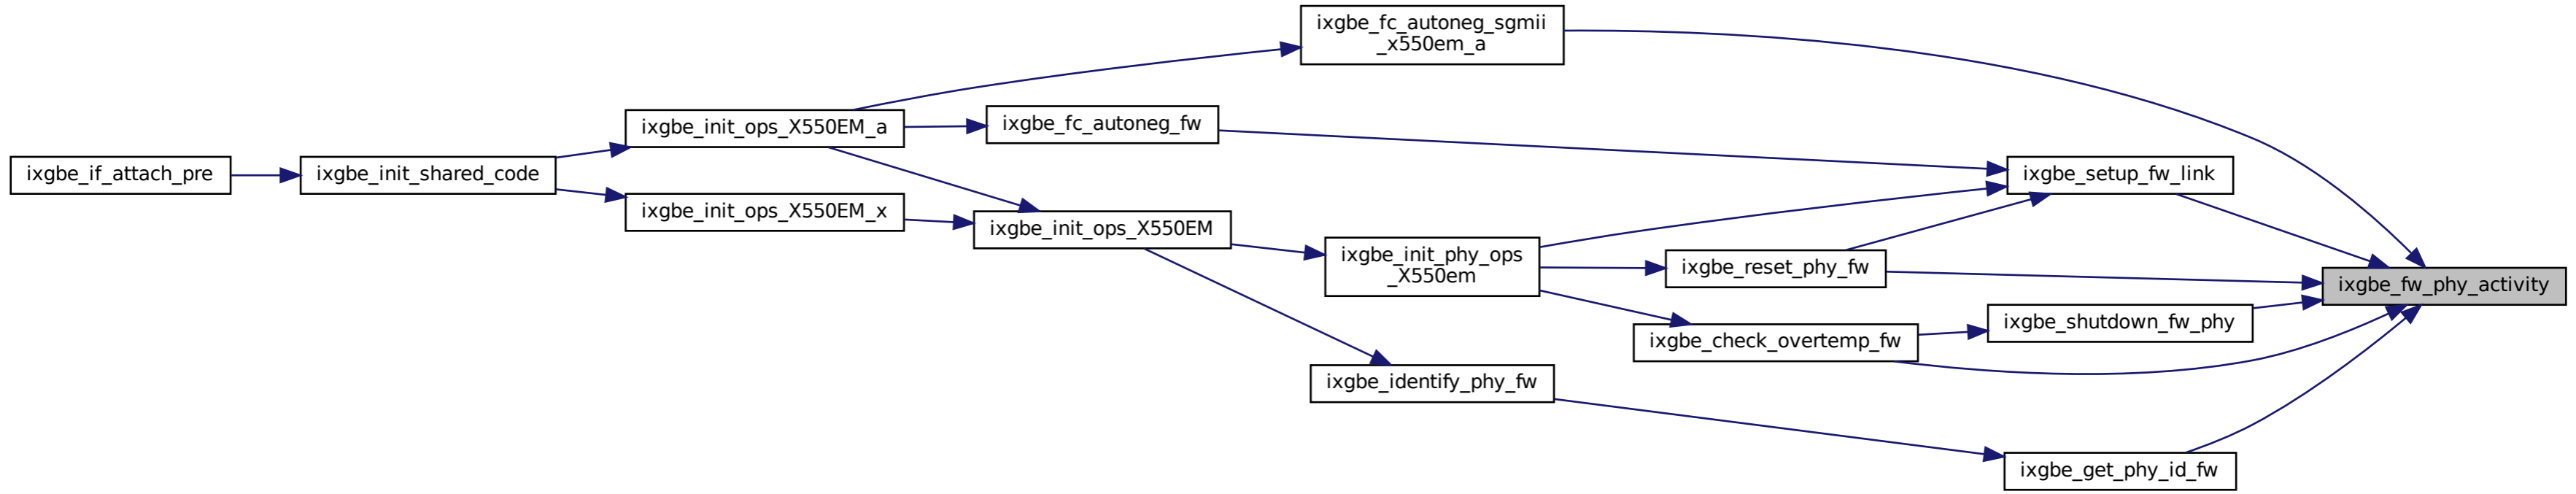 ixgbe_fc_autoneg_sgmii
_x550em_a
ixgbe_init_ops_X550EM_a
ixgbe_fc_autoneg_fw
ixgbe_if_attach_pre
ixgbe_init_shared_code
ixgbe_setup_fw_link
ixgbe_init_ops_X550EM_x
ixgbe_init_ops_X550EM
ixgbe_init_phy_ops
_X550em
ixgbe_reset_phy_fw
ixgbe_fw_phy_activity
ixgbe_shutdown_fw_phy
ixgbe_check_overtemp_fw
ixgbe_identify_phy_fw
ixgbe_get_phy_id_fw